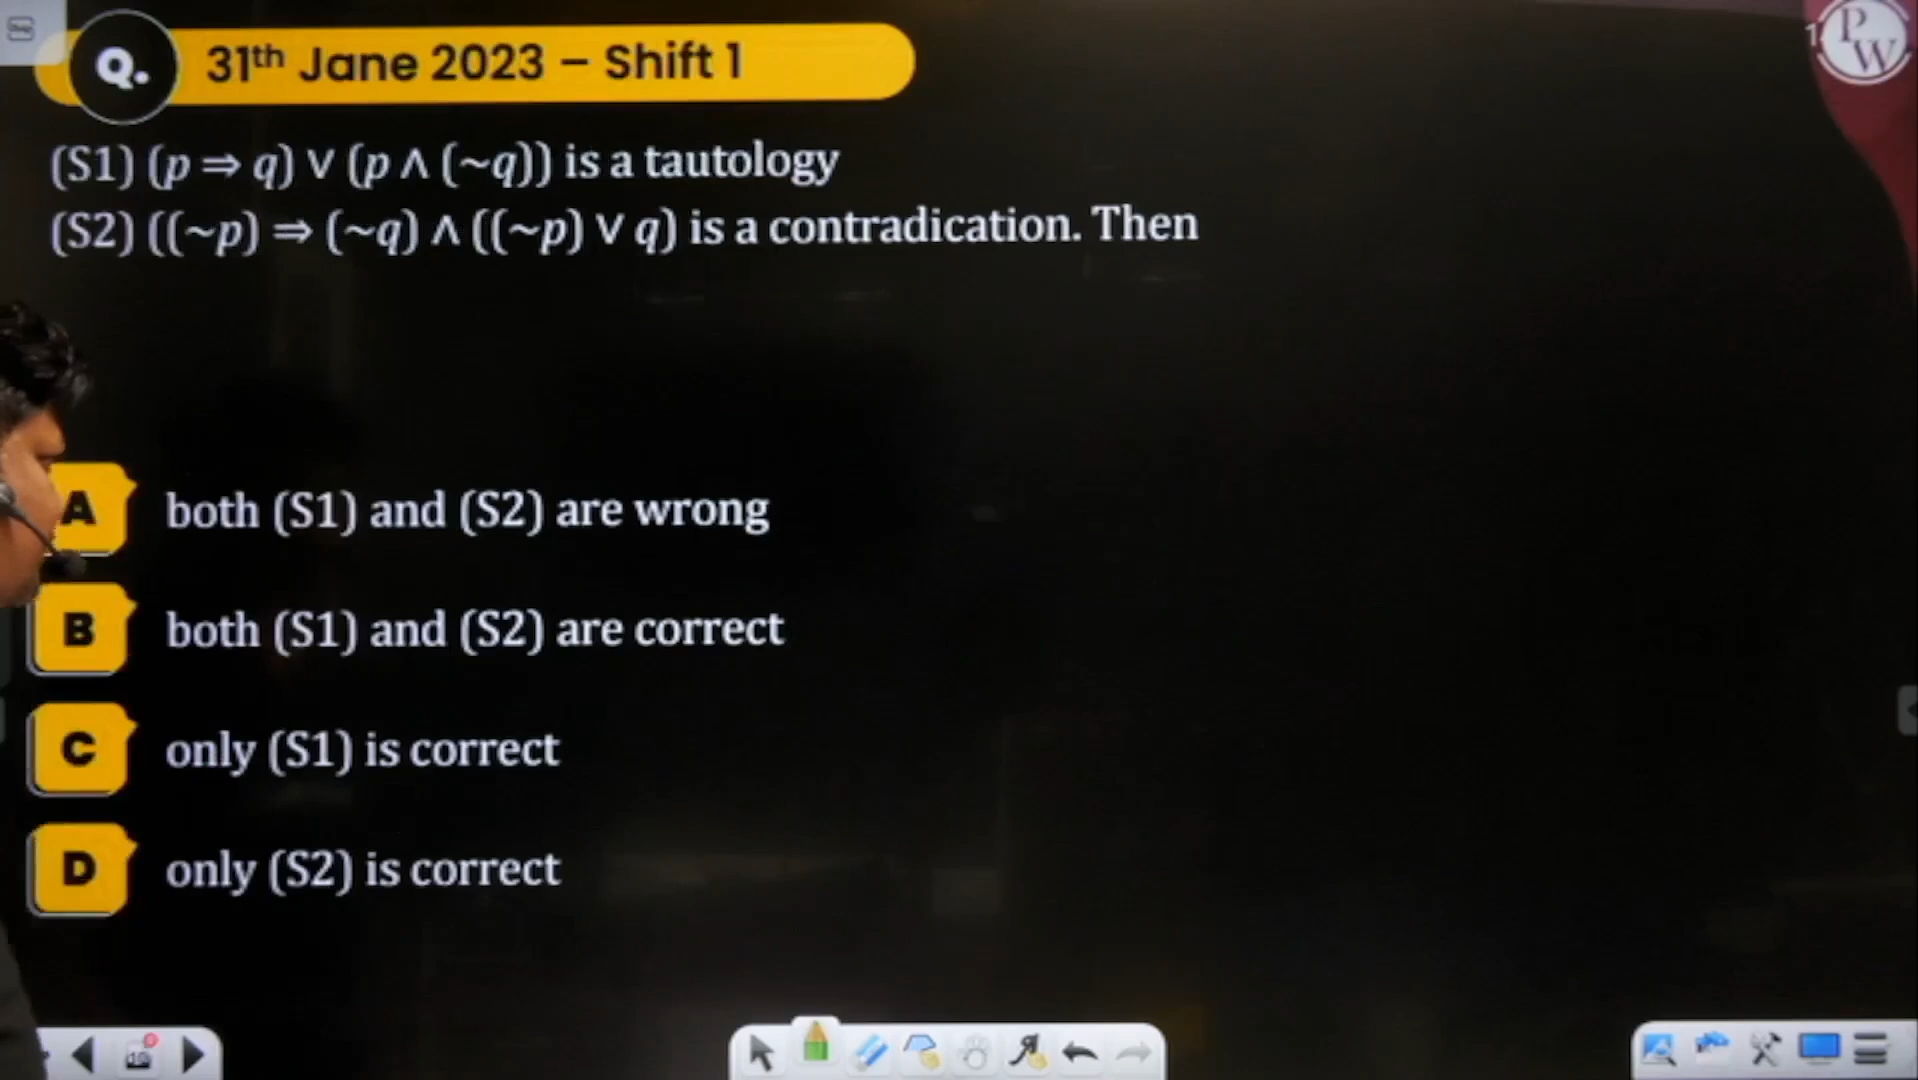 Q. 31th Jane 2023 – Shift 1
PW
(S1) (p ⇒ q) ∨ (p ∧ (~q)) is a tautology
(S2) ((~p) ⇒ (~q) ∧ ((~p) ∨ q) is a contradication. Then
A both (S1) and (S2) are wrong
B both (S1) and (S2) are correct
C only (S1) is correct
D only (S2) is correct